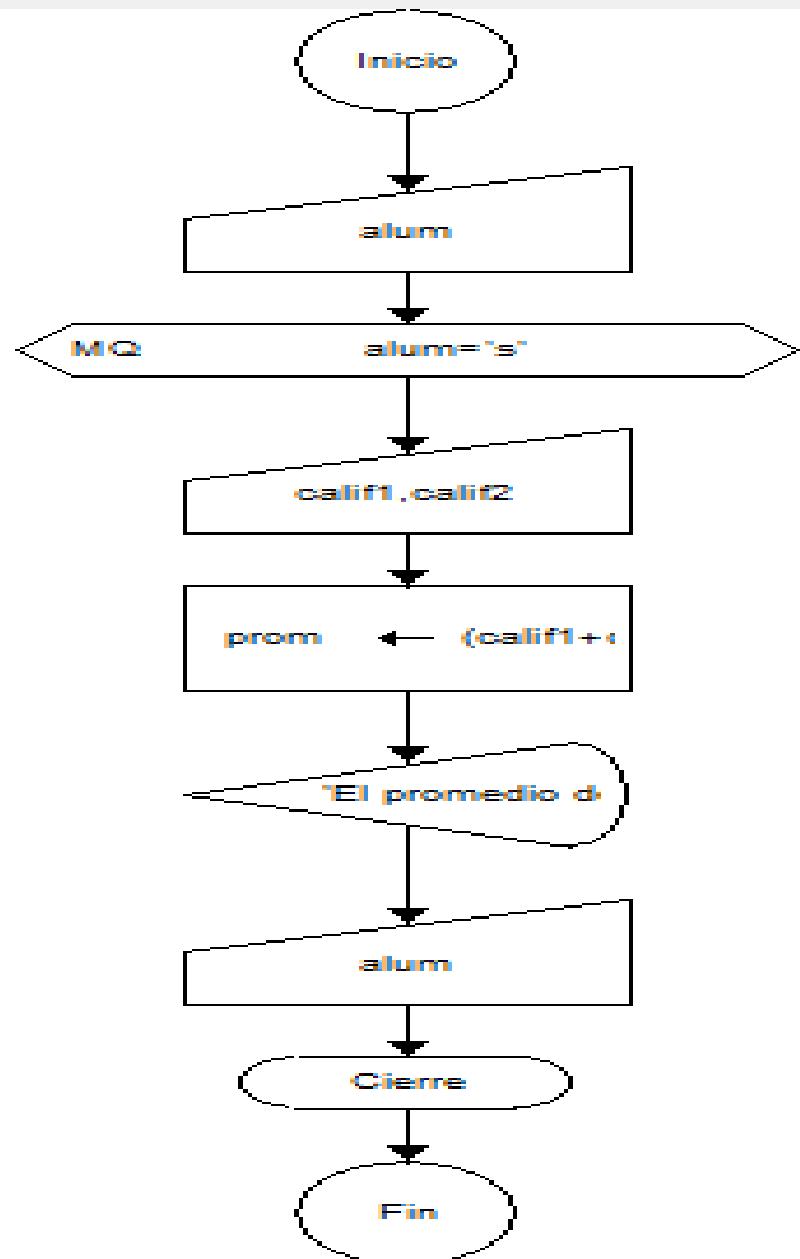 Inicio
alum
MQ alum="s"
calif1,calif2
prom ← (calif1+
"El promedio d
alum
Cierre
Fin